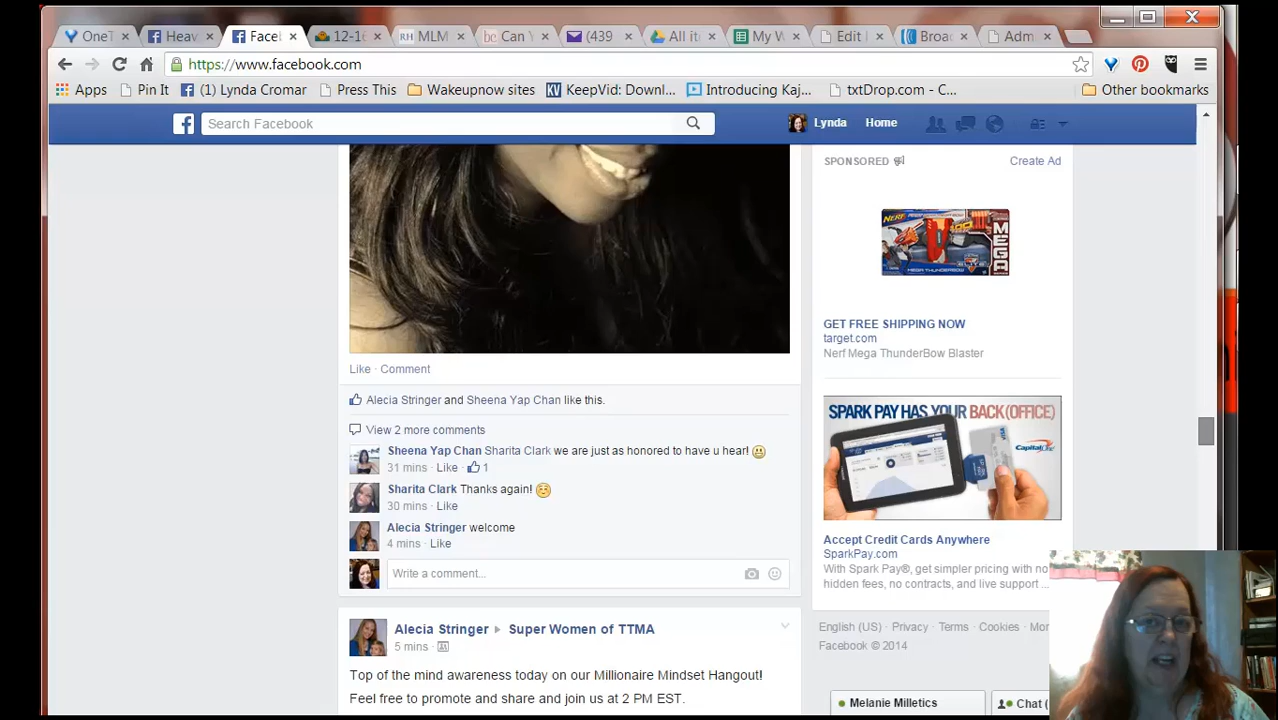 OneT
Heav
Facel
12-16
MLM
Can Y
(439
All it
My W
Edit
Broad
Adm
https://www.facebook.com
Apps Pin It (1) Lynda Cromar Press This Wakeupnow sites KeepVid: Downl... Introducing Kaj... txtDrop.com - C... Other bookmarks
Search Facebook
Lynda Home
SPONSORED
Create Ad
NERF
MEGA
GET FREE SHIPPING NOW
target.com
Nerf Mega ThunderBow Blaster
Like · Comment
Alecia Stringer and Sheena Yap Chan like this.
View 2 more comments
Sheena Yap Chan Sharita Clark we are just as honored to have u hear!
31 mins · Like · 1
Sharita Clark Thanks again!
30 mins · Like
Alecia Stringer welcome
4 mins · Like
Write a comment...
SPARK PAY HAS YOUR BACK(OFFICE)
Capital One
VISA
Accept Credit Cards Anywhere
SparkPay.com
With Spark Pay®, get simpler pricing with no
hidden fees, no contracts, and live support ...
Alecia Stringer ▸ Super Women of TTMA
5 mins ·
Top of the mind awareness today on our Millionaire Mindset Hangout!
Feel free to promote and share and join us at 2 PM EST.
English (US) · Privacy · Terms · Cookies · Mor
Facebook © 2014
Melanie Milletics
Chat (